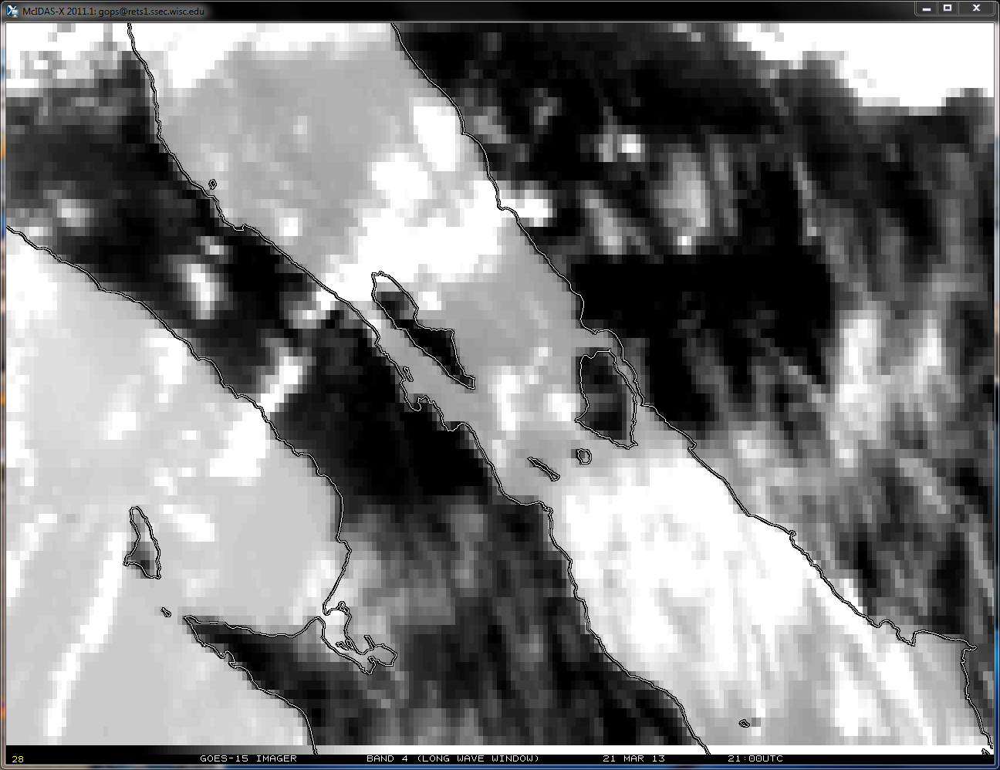 McIDAS-X 2011.1: gops@rets1.ssec.wisc.edu
28 GOES-15 IMAGER BAND 4 (LONG WAVE WINDOW) 21 MAR 13 21:00UTC